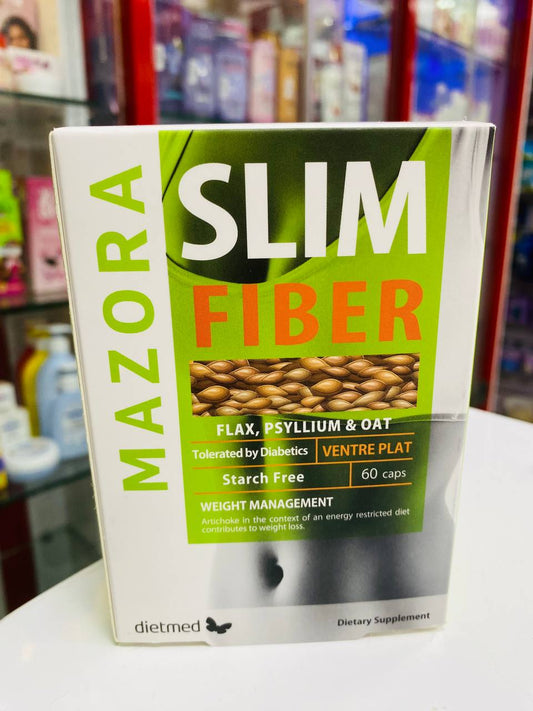 MAZORA
SLIM
FIBER
FLAX, PSYLLIUM & OAT
Tolerated by Diabetics
VENTRE PLAT
Starch Free
60 caps
WEIGHT MANAGEMENT
Artichoke in the context of an energy restricted diet
contributes to weight loss.
dietmed
Dietary Supplement